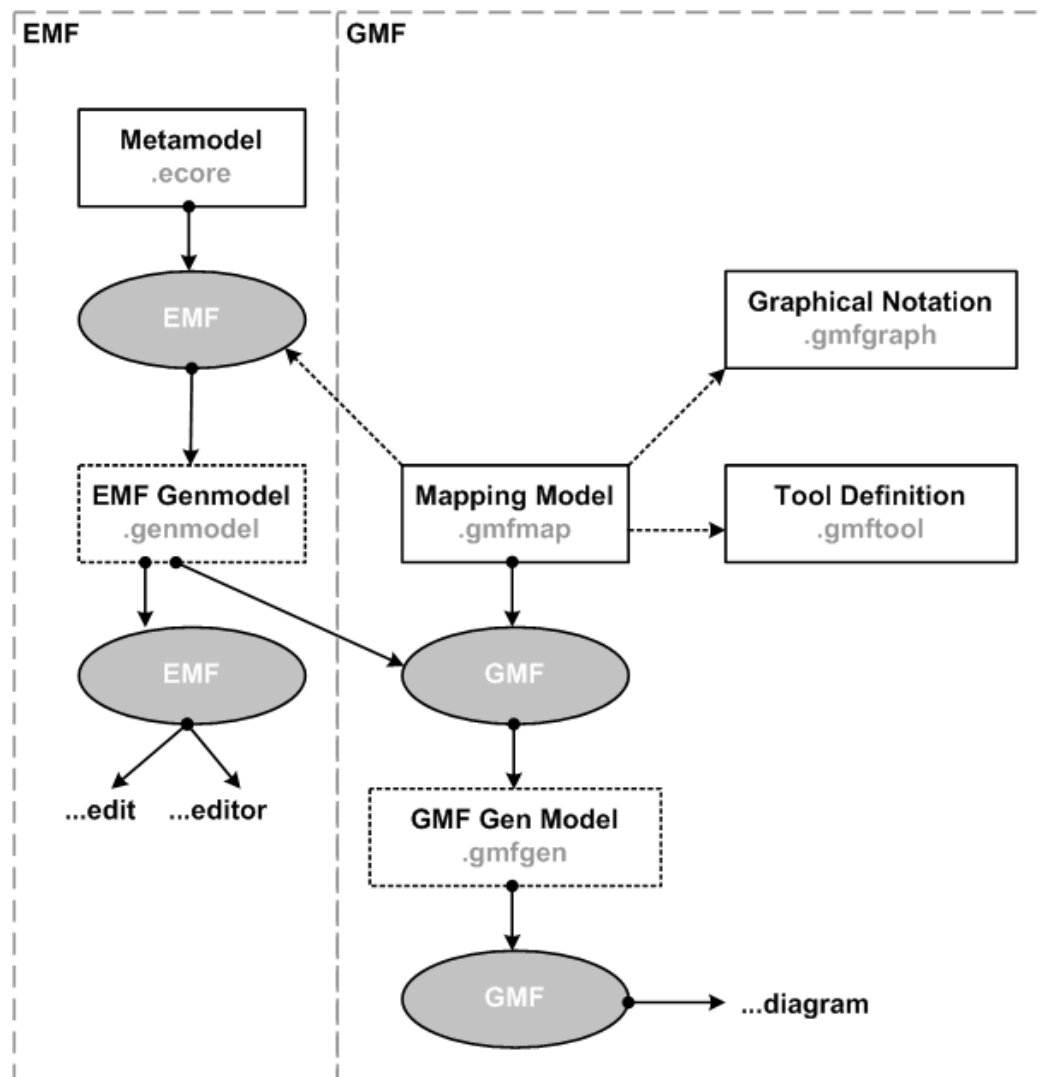 EMF
GMF
Metamodel
.ecore
EMF
Graphical Notation
.gmfgraph
EMF Genmodel
.genmodel
Mapping Model
.gmfmap
Tool Definition
.gmftool
EMF
GMF
...edit
...editor
GMF Gen Model
.gmfgen
GMF
...diagram